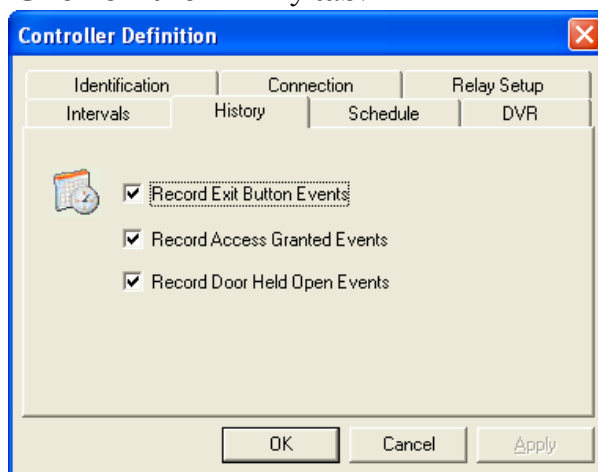 Controller Definition
Identification Connection Relay Setup
Intervals History Schedule DVR
Record Exit Button Events
Record Access Granted Events
Record Door Held Open Events
OK Cancel Apply